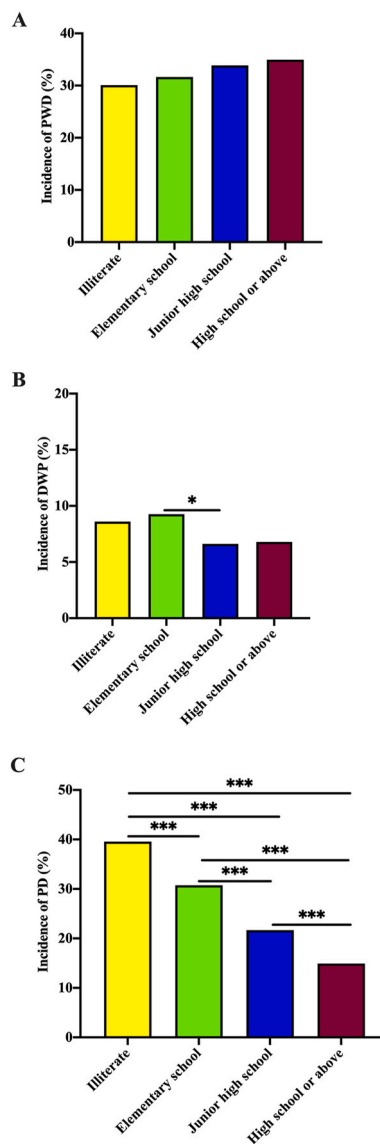 A
Incidence of PWD (%)
40
30
20
10
0
Illiterate
Elementary school
Junior high school
High school or above
B
Incidence of DWP (%)
20
15
10
5
0
*
Illiterate
Elementary school
Junior high school
High school or above
C
Incidence of PD (%)
50
40
30
20
10
0
***
***
***
***
***
***
Illiterate
Elementary school
Junior high school
High school or above